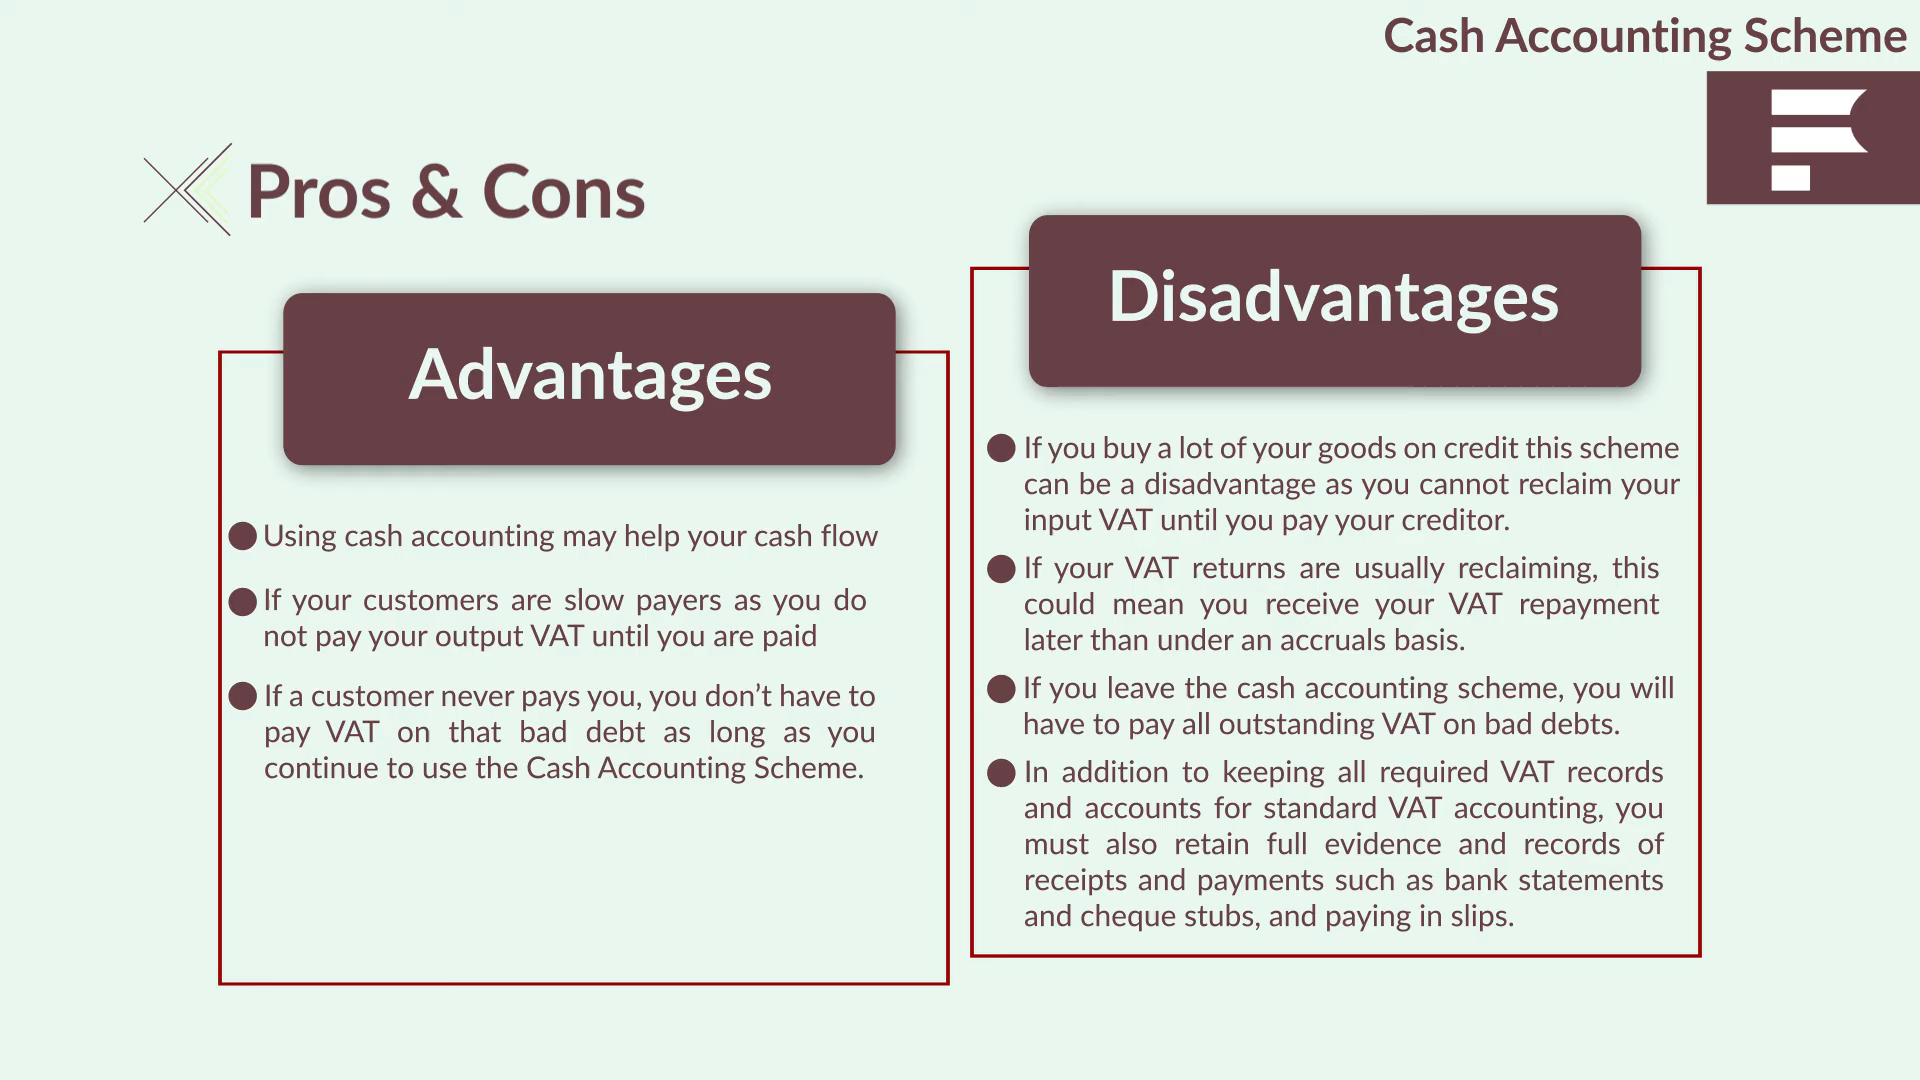 Cash Accounting Scheme
Pros & Cons
Advantages
Using cash accounting may help your cash flow
If your customers are slow payers as you do
not pay your output VAT until you are paid
If a customer never pays you, you don’t have to
pay VAT on that bad debt as long as you
continue to use the Cash Accounting Scheme.
Disadvantages
If you buy a lot of your goods on credit this scheme
can be a disadvantage as you cannot reclaim your
input VAT until you pay your creditor.
If your VAT returns are usually reclaiming, this
could mean you receive your VAT repayment
later than under an accruals basis.
If you leave the cash accounting scheme, you will
have to pay all outstanding VAT on bad debts.
In addition to keeping all required VAT records
and accounts for standard VAT accounting, you
must also retain full evidence and records of
receipts and payments such as bank statements
and cheque stubs, and paying in slips.